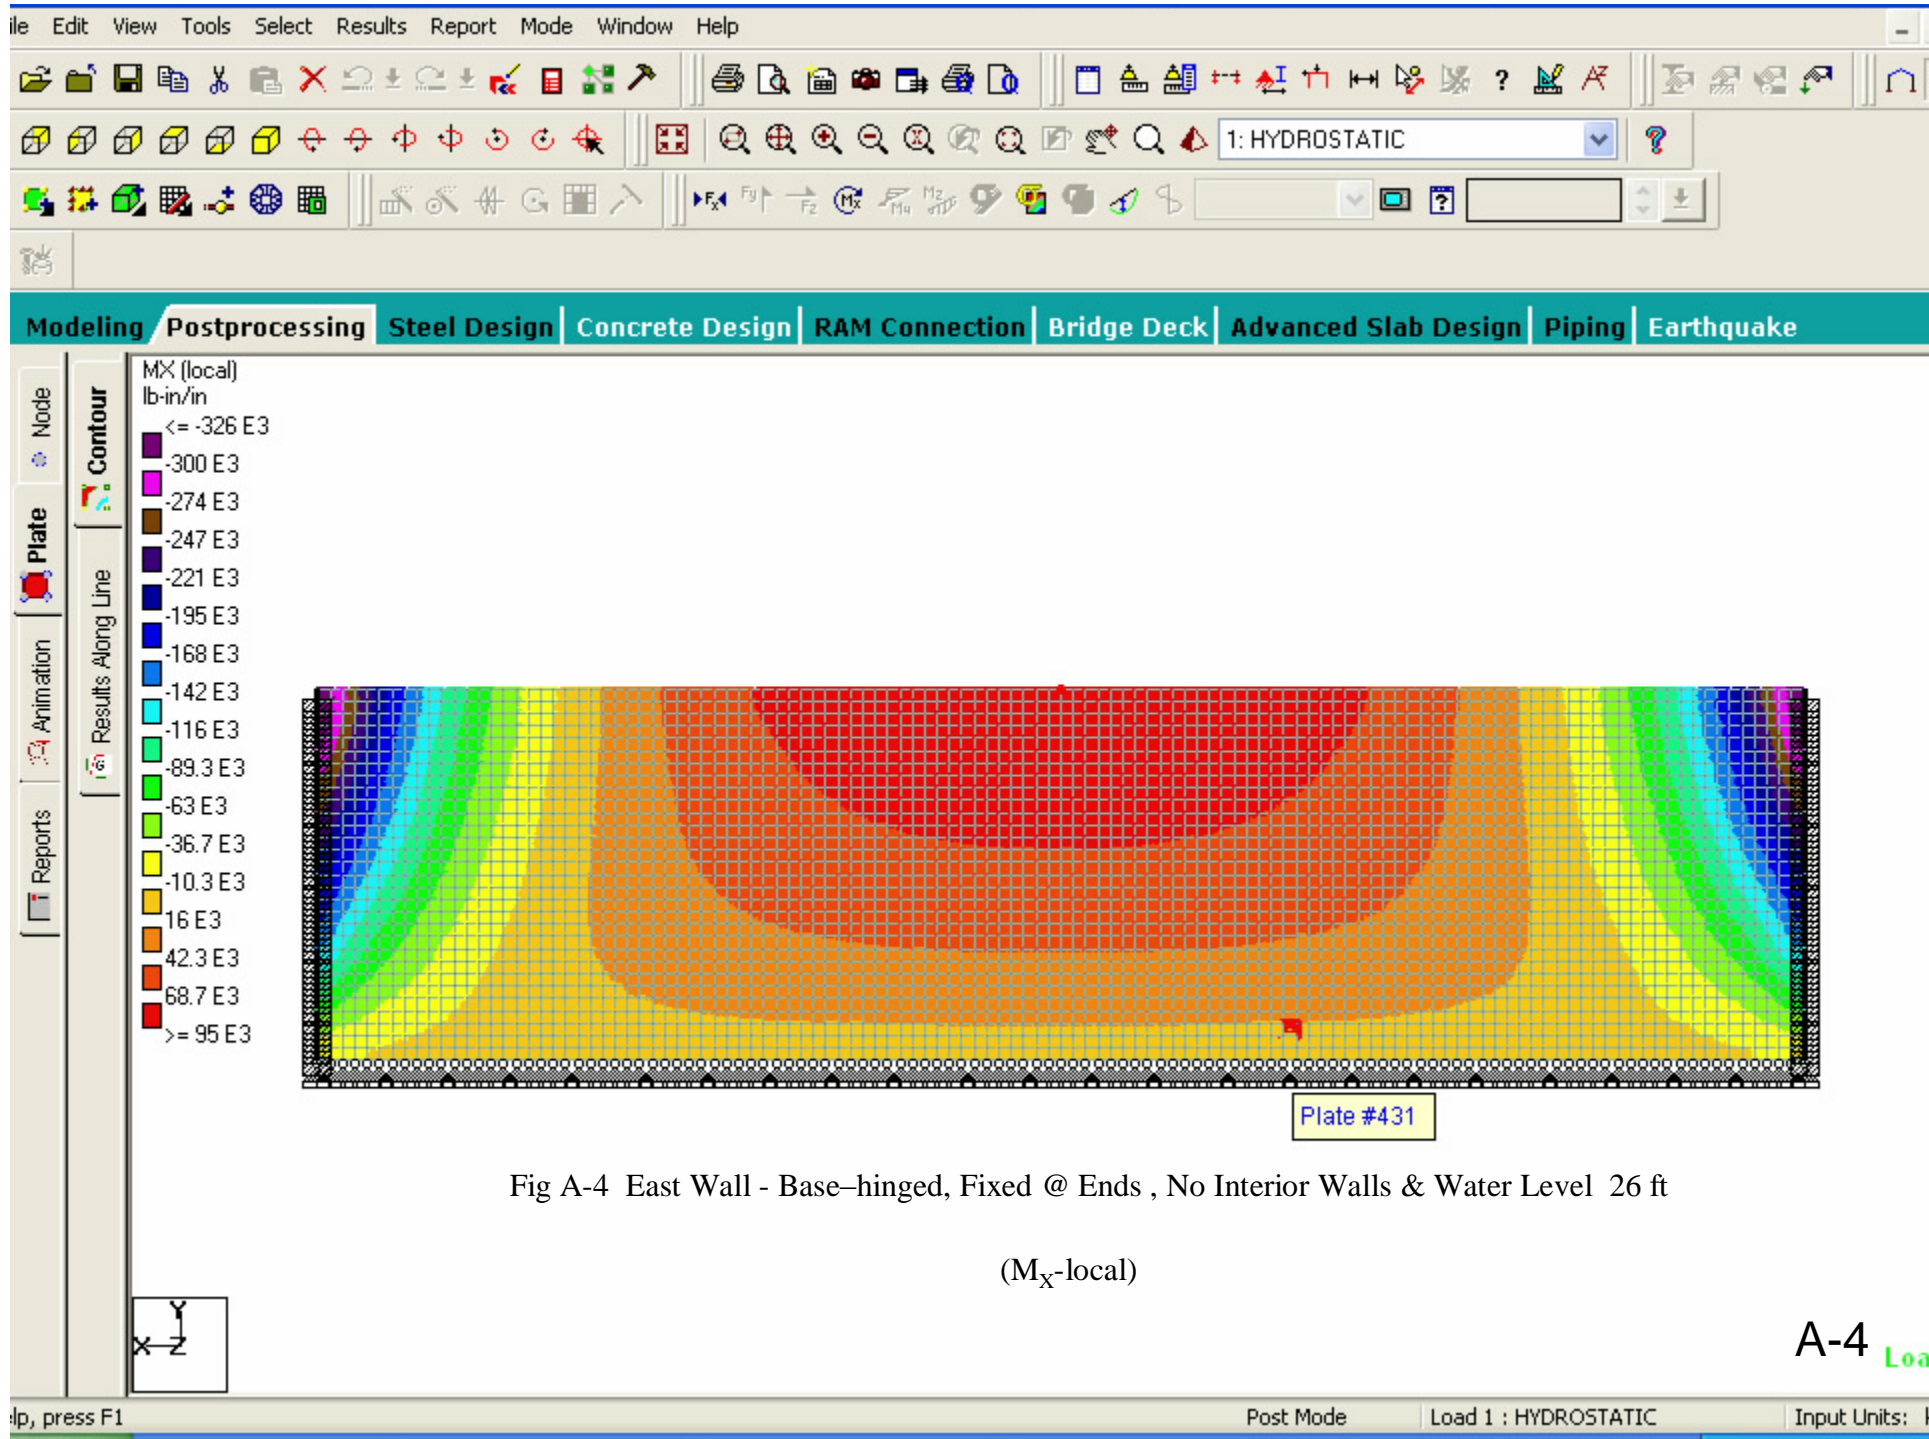 ile Edit View Tools Select Results Report Mode Window Help
1: HYDROSTATIC
Modeling Postprocessing Steel Design Concrete Design RAM Connection Bridge Deck Advanced Slab Design Piping Earthquake
Node
Plate
Animation
Reports
Contour
Results Along Line
MX (local)
lb-in/in
<= -326 E3
-300 E3
-274 E3
-247 E3
-221 E3
-195 E3
-168 E3
-142 E3
-116 E3
-89.3 E3
-63 E3
-36.7 E3
-10.3 E3
16 E3
42.3 E3
68.7 E3
>= 95 E3
Plate #431
Fig A-4 East Wall - Base–hinged, Fixed @ Ends , No Interior Walls & Water Level 26 ft
(MX-local)
Y
X Z
A-4
Loa
lp, press F1 Post Mode Load 1 : HYDROSTATIC Input Units: